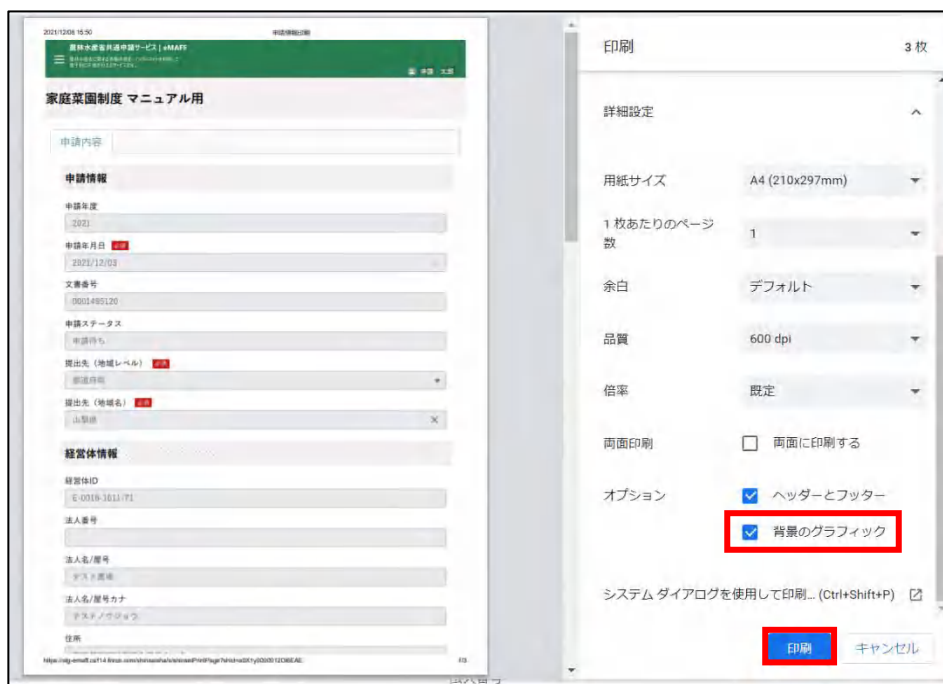 2021/12/08 15:50
申請情報印刷
農林水産省共通申請サービス | eMAFF
申請 太郎
家庭菜園制度 マニュアル用
申請内容
申請情報
申請年度
2021
申請年月日 必須
2021/12/03
文書番号
0001495120
申請ステータス
申請待ち
提出先（地域レベル） 必須
都道府県
提出先（地域名） 必須
山梨県
経営体情報
経営体ID
法人番号
法人名/屋号
テスト農場
法人名/屋号カナ
テストノウジョウ
住所
1/3
印刷
3 枚
詳細設定
用紙サイズ
A4 (210x297mm)
1 枚あたりのページ数
1
余白
デフォルト
品質
600 dpi
倍率
既定
両面印刷
両面に印刷する
オプション
ヘッダーとフッター
背景のグラフィック
システム ダイアログを使用して印刷... (Ctrl+Shift+P)
印刷
キャンセル